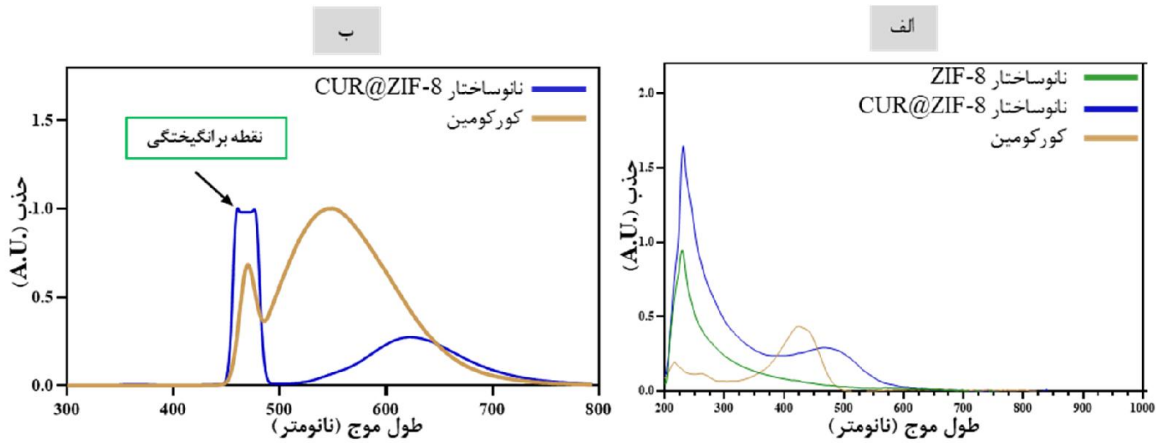 الف
نانوساختار ZIF-8
نانوساختار CUR@ZIF-8
کورکومین
جذب (A.U.)
2.0
1.5
1.0
0.5
0.0
200 300 400 500 600 700 800 900 1000
طول موج (نانومتر)
ب
نانوساختار CUR@ZIF-8
کورکومین
نقطه برانگیختگی
جذب (A.U.)
1.5
1.0
0.5
0.0
300 400 500 600 700 800
طول موج (نانومتر)